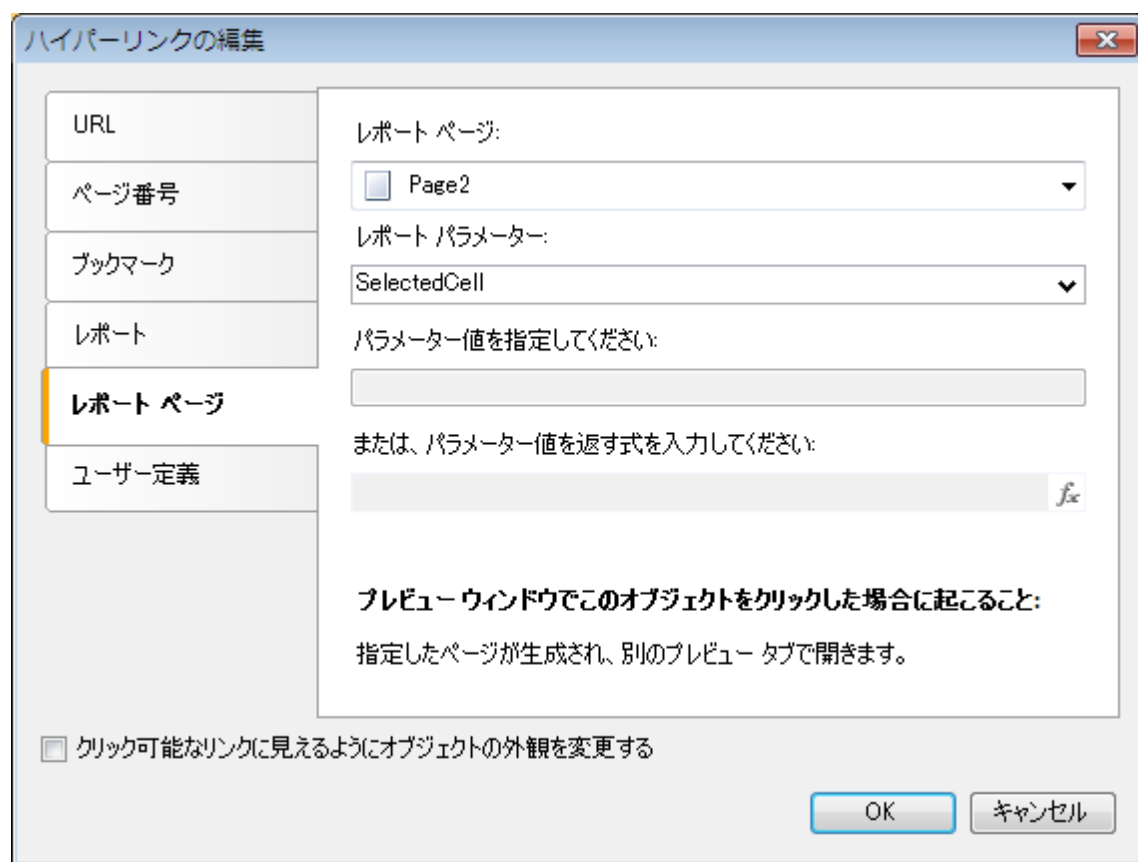 ハイパーリンクの編集
URL
ページ番号
ブックマーク
レポート
レポート ページ
ユーザー定義
レポート ページ:
Page2
レポート パラメーター:
SelectedCell
パラメーター値を指定してください:
または、パラメーター値を返す式を入力してください:
fx
プレビュー ウィンドウでこのオブジェクトをクリックした場合に起こること:
指定したページが生成され、別のプレビュー タブで開きます。
クリック可能なリンクに見えるようにオブジェクトの外観を変更する
OK
キャンセル